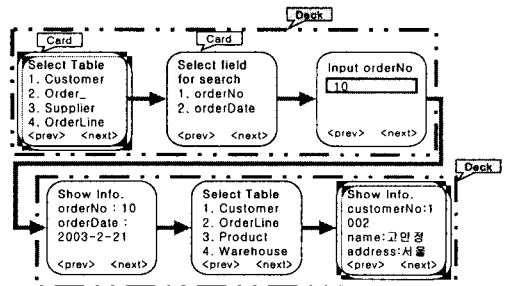 Deck
Card
Card
Select Table
1. Customer
2. Order_
3. Supplier
4. OrderLine
<prev> <next>
Select field
for search
1. orderNo
2. orderDate
<prev> <next>
Input orderNo
10
<prev> <next>
Deck
Show Info.
orderNo : 10
orderDate :
2003-2-21
<prev> <next>
Select Table
1. Customer
2. OrderLine
3. Product
4. Warehouse
<prev> <next>
Show Info.
customerNo:1
002
name:고민정
address:서울
<prev> <next>